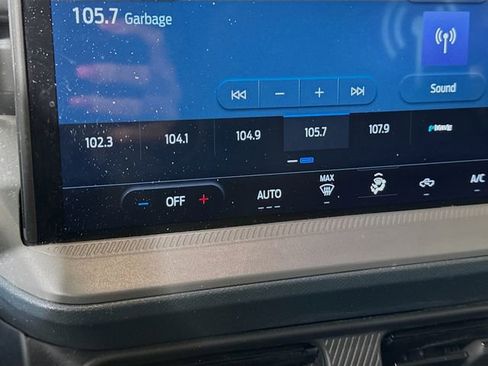 105.7 Garbage
Sound
102.3 104.1 104.9 105.7 107.9
OFF AUTO MAX A/C